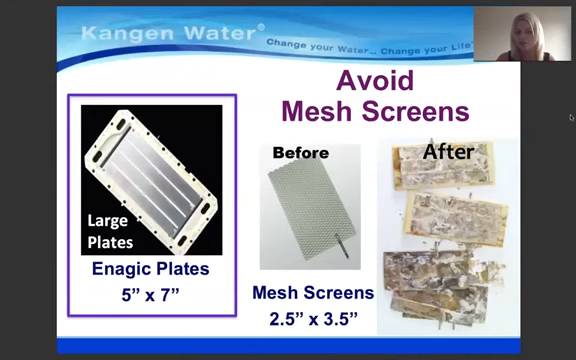 Kangen Water®
Change your Water... Change your Life™
Avoid
Mesh Screens
Large
Plates
Enagic Plates
5” x 7”
Before
Mesh Screens
2.5” x 3.5”
After